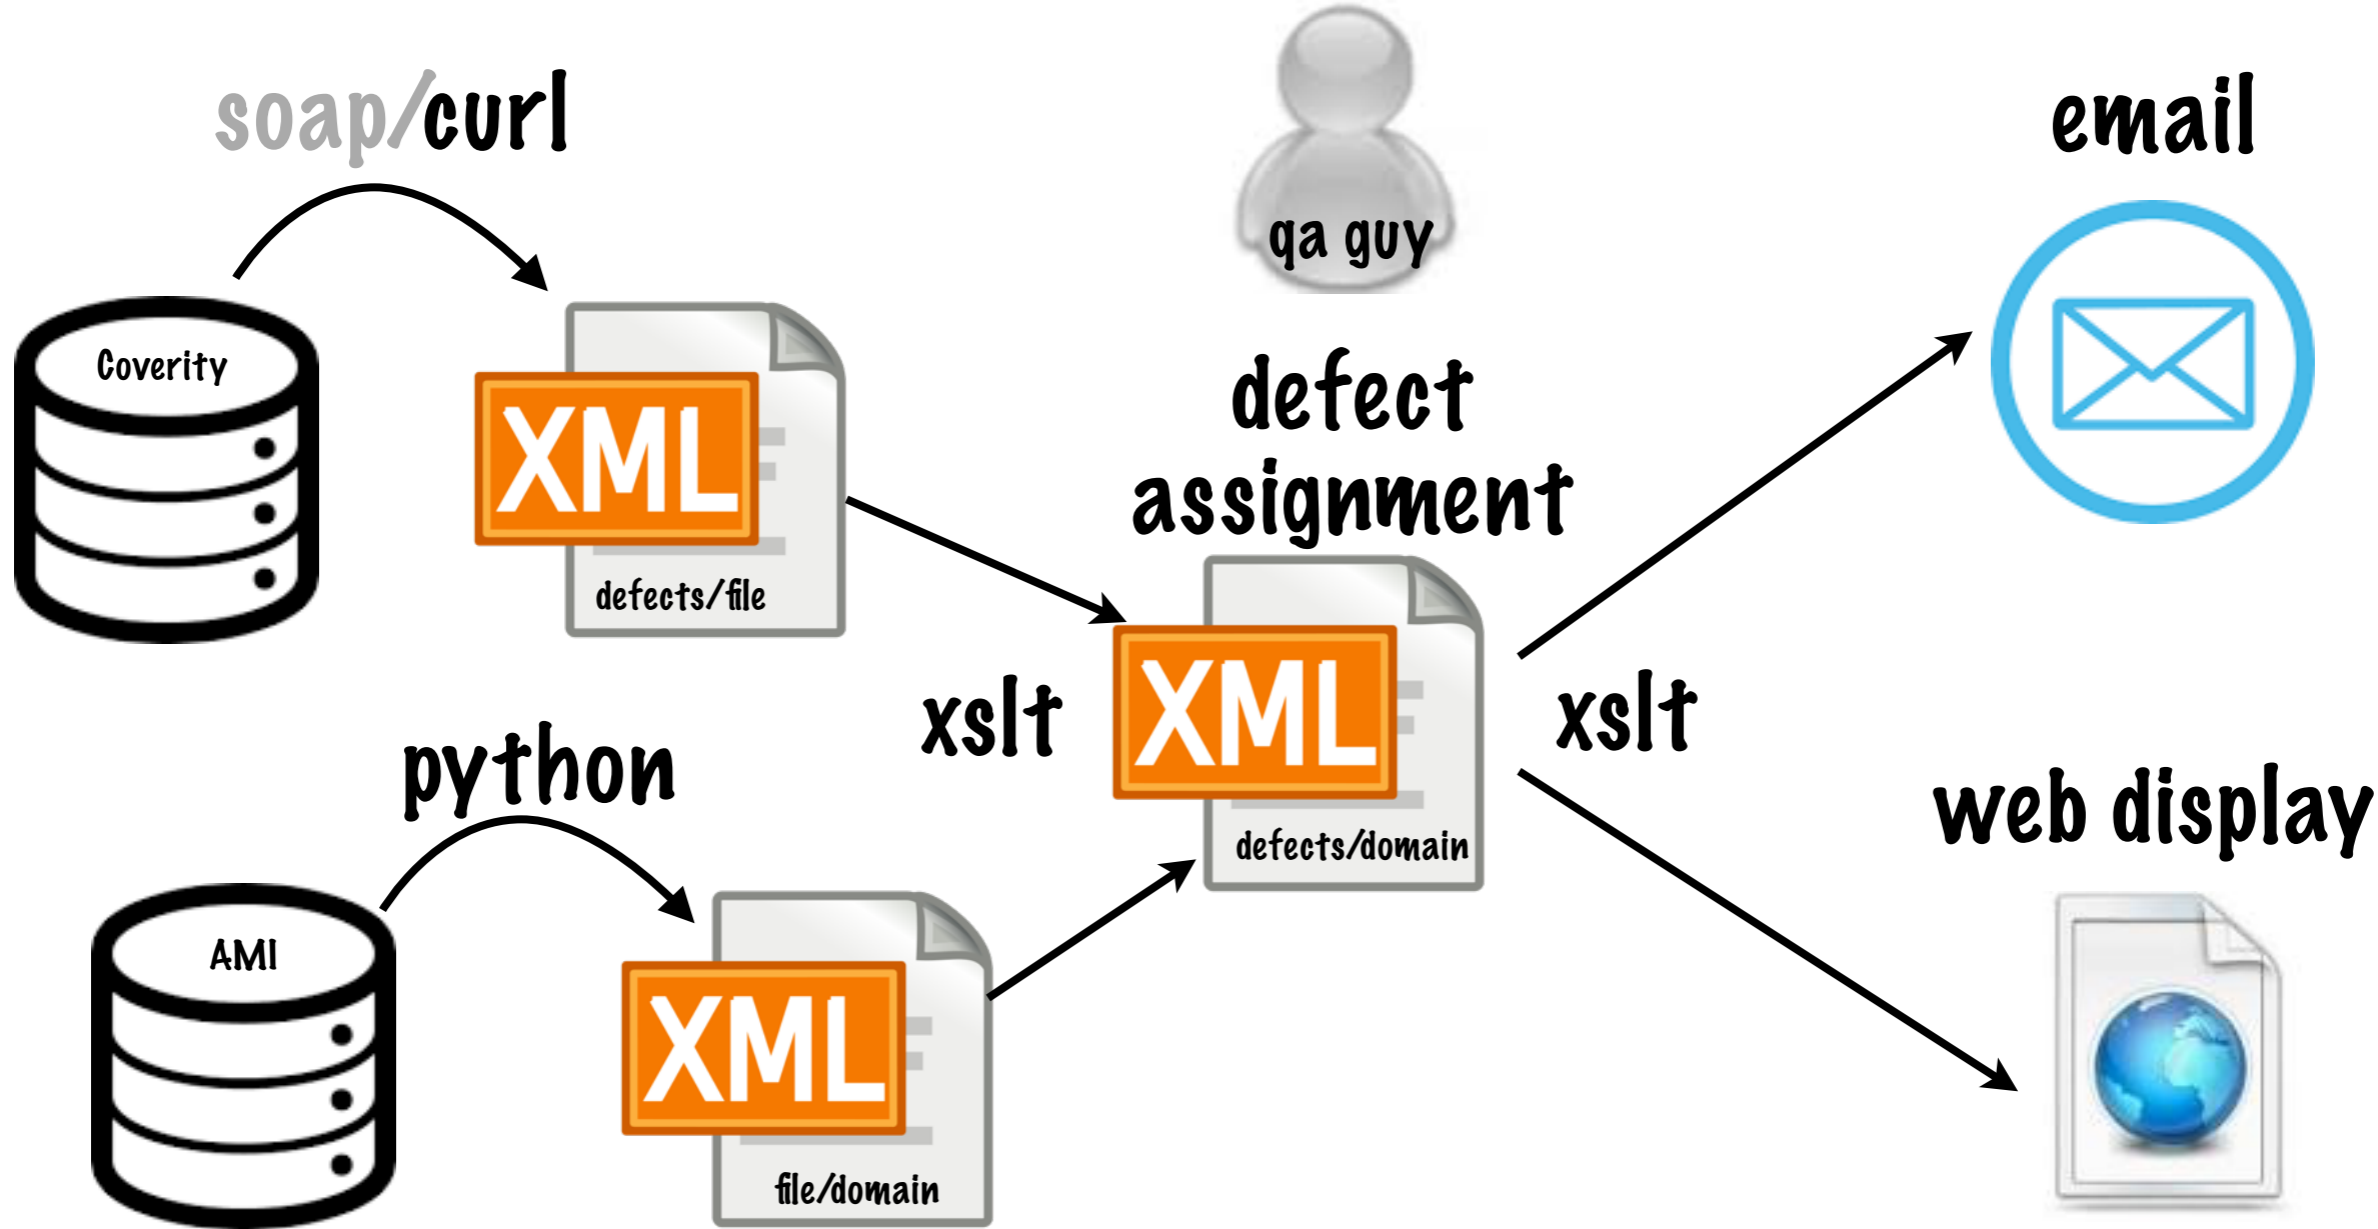 soap/curl
qa guy
email
Coverity
XML
defects/file
defect
assignment
python
xslt
XML
defects/domain
xslt
web display
AMI
XML
file/domain